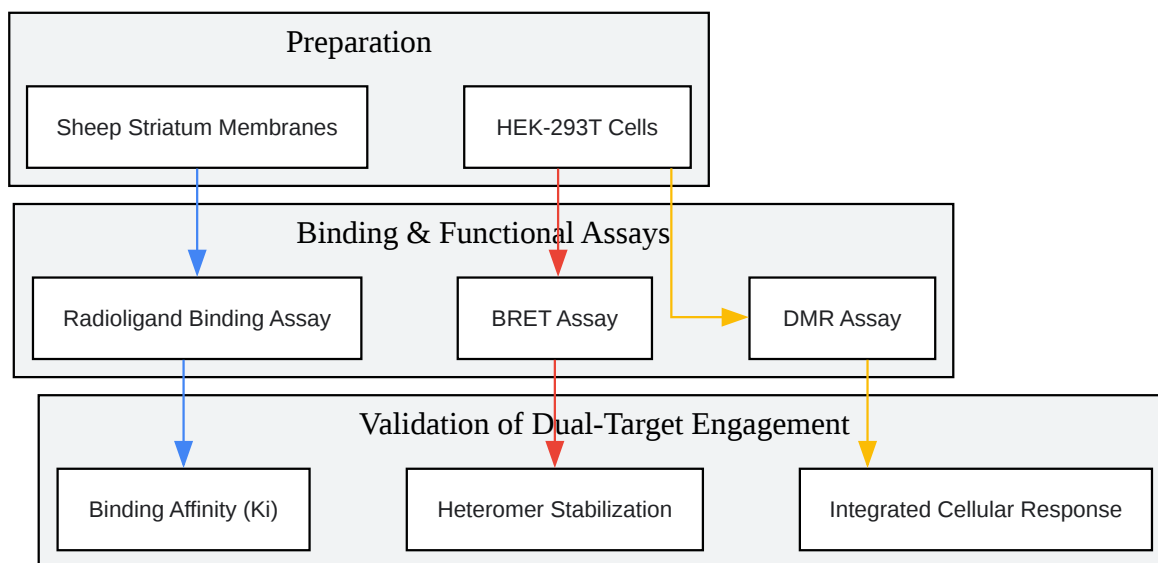 Preparation
Sheep Striatum Membranes
HEK-293T Cells
Binding & Functional Assays
Radioligand Binding Assay
BRET Assay
DMR Assay
Validation of Dual-Target Engagement
Binding Affinity (Ki)
Heteromer Stabilization
Integrated Cellular Response